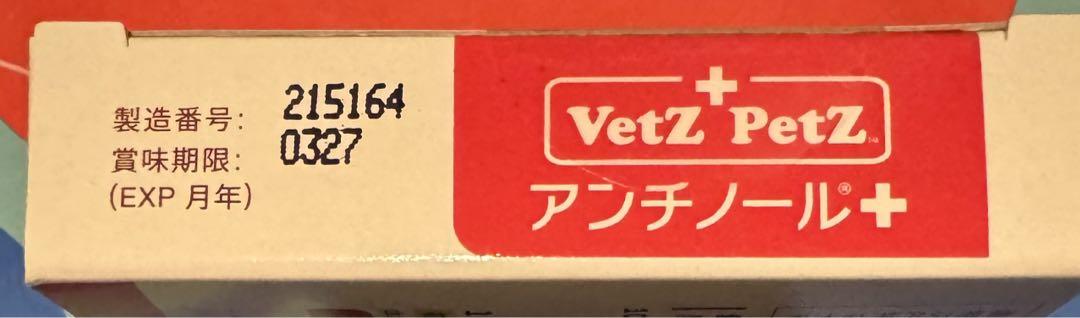 製造番号: 215164
賞味期限: 0327
(EXP 月年)
VetZ PetZ
アンチノール®+